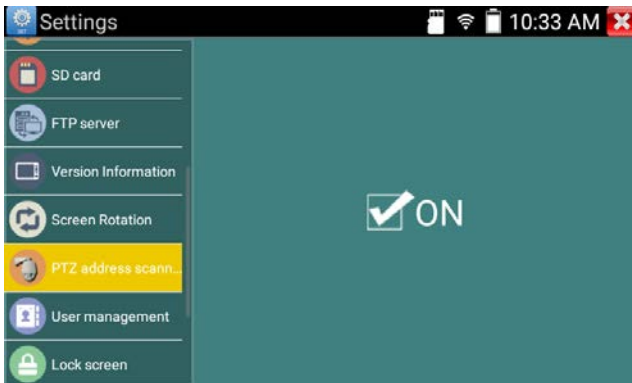 SET
Settings
10:33 AM
SD card
FTP server
Version Information
Screen Rotation
PTZ address scann...
User management
Lock screen
ON